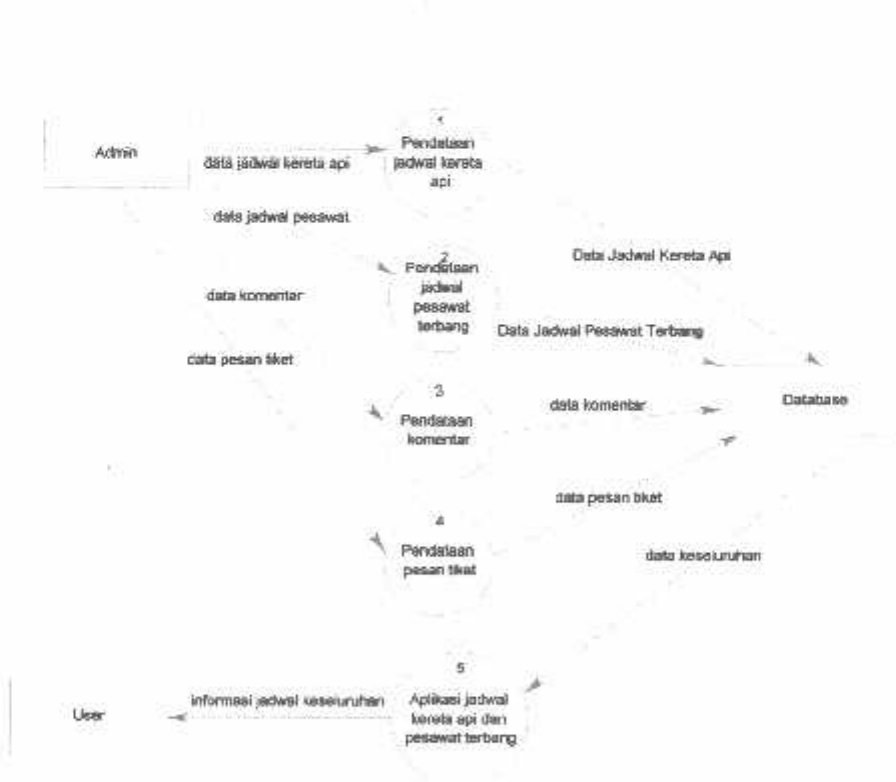 1
Admin
Pendataan
jadwal kereta
api
data jadwal kereta api
data jadwal pesawat
2
Pendataan
jadwal
pesawat
terbang
Data Jadwal Kereta Api
data komentar
Data Jadwal Pesawat Terbang
data pesan tiket
3
Pendataan
komentar
data komentar
Database
data pesan tiket
4
Pendataan
pesan tiket
data keseluruhan
5
User
informasi jadwal keseluruhan
Aplikasi jadwal
kereta api dan
pesawat terbang